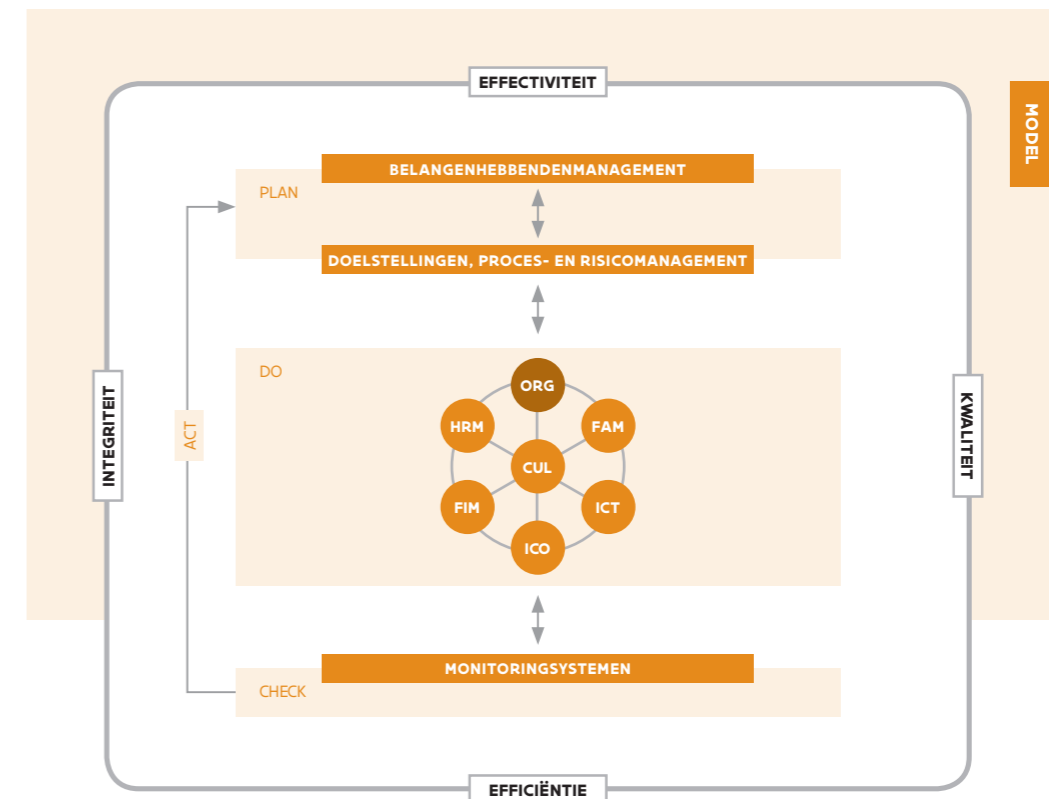 EFFECTIVITEIT
MODEL
BELANGENHEBBENDENMANAGEMENT
PLAN
DOELSTELLINGEN, PROCES- EN RISICOMANAGEMENT
DO
ORG
HRM
FAM
CUL
FIM
ICT
ICO
INTEGRITEIT
ACT
KWALITEIT
MONITORINGSYSTEMEN
CHECK
EFFICIËNTIE